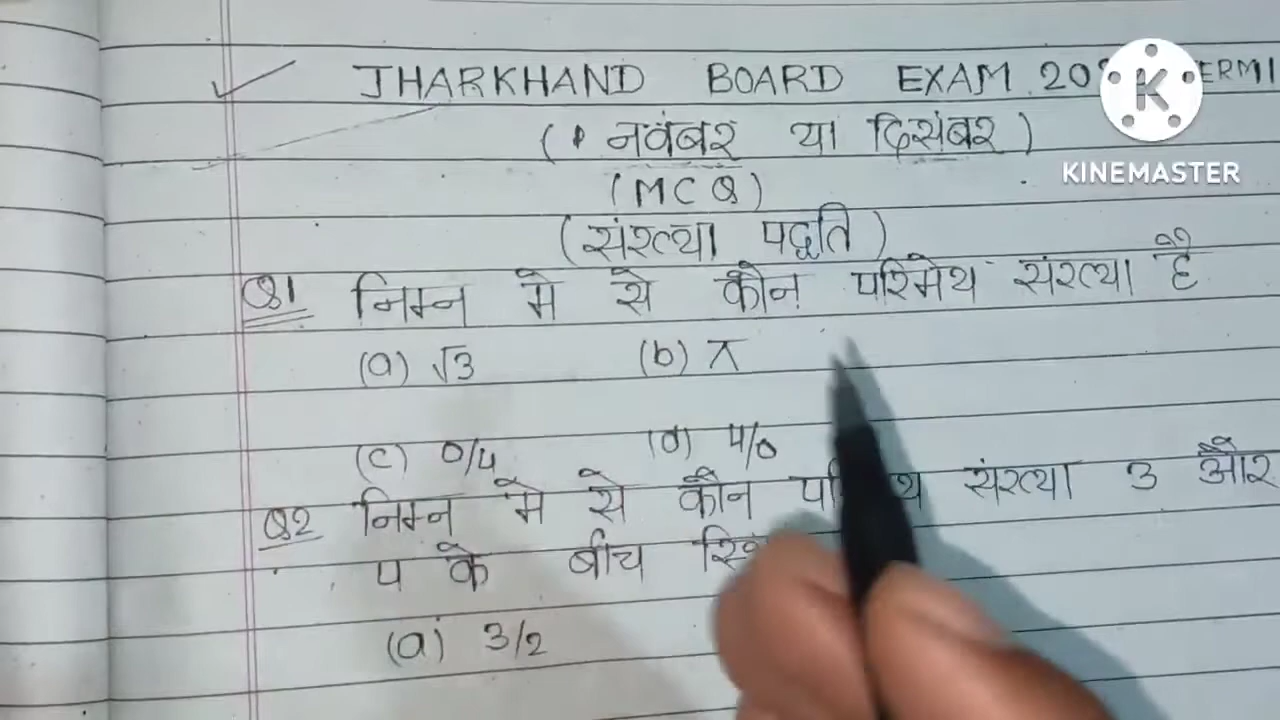 JHARKHAND BOARD EXAM 20 ERM1
KINEMASTER
( नवंबर या दिसंबर )
(MCQ)
(संख्या पद्धति)
Q1 निम्न मे से कौन परिमेय संख्या है
(a) √3 (b) π
(c) 0/4 (d) 4/0
Q2 निम्न मे से कौन संख्या 3 और
के बीच
(a) 3/2